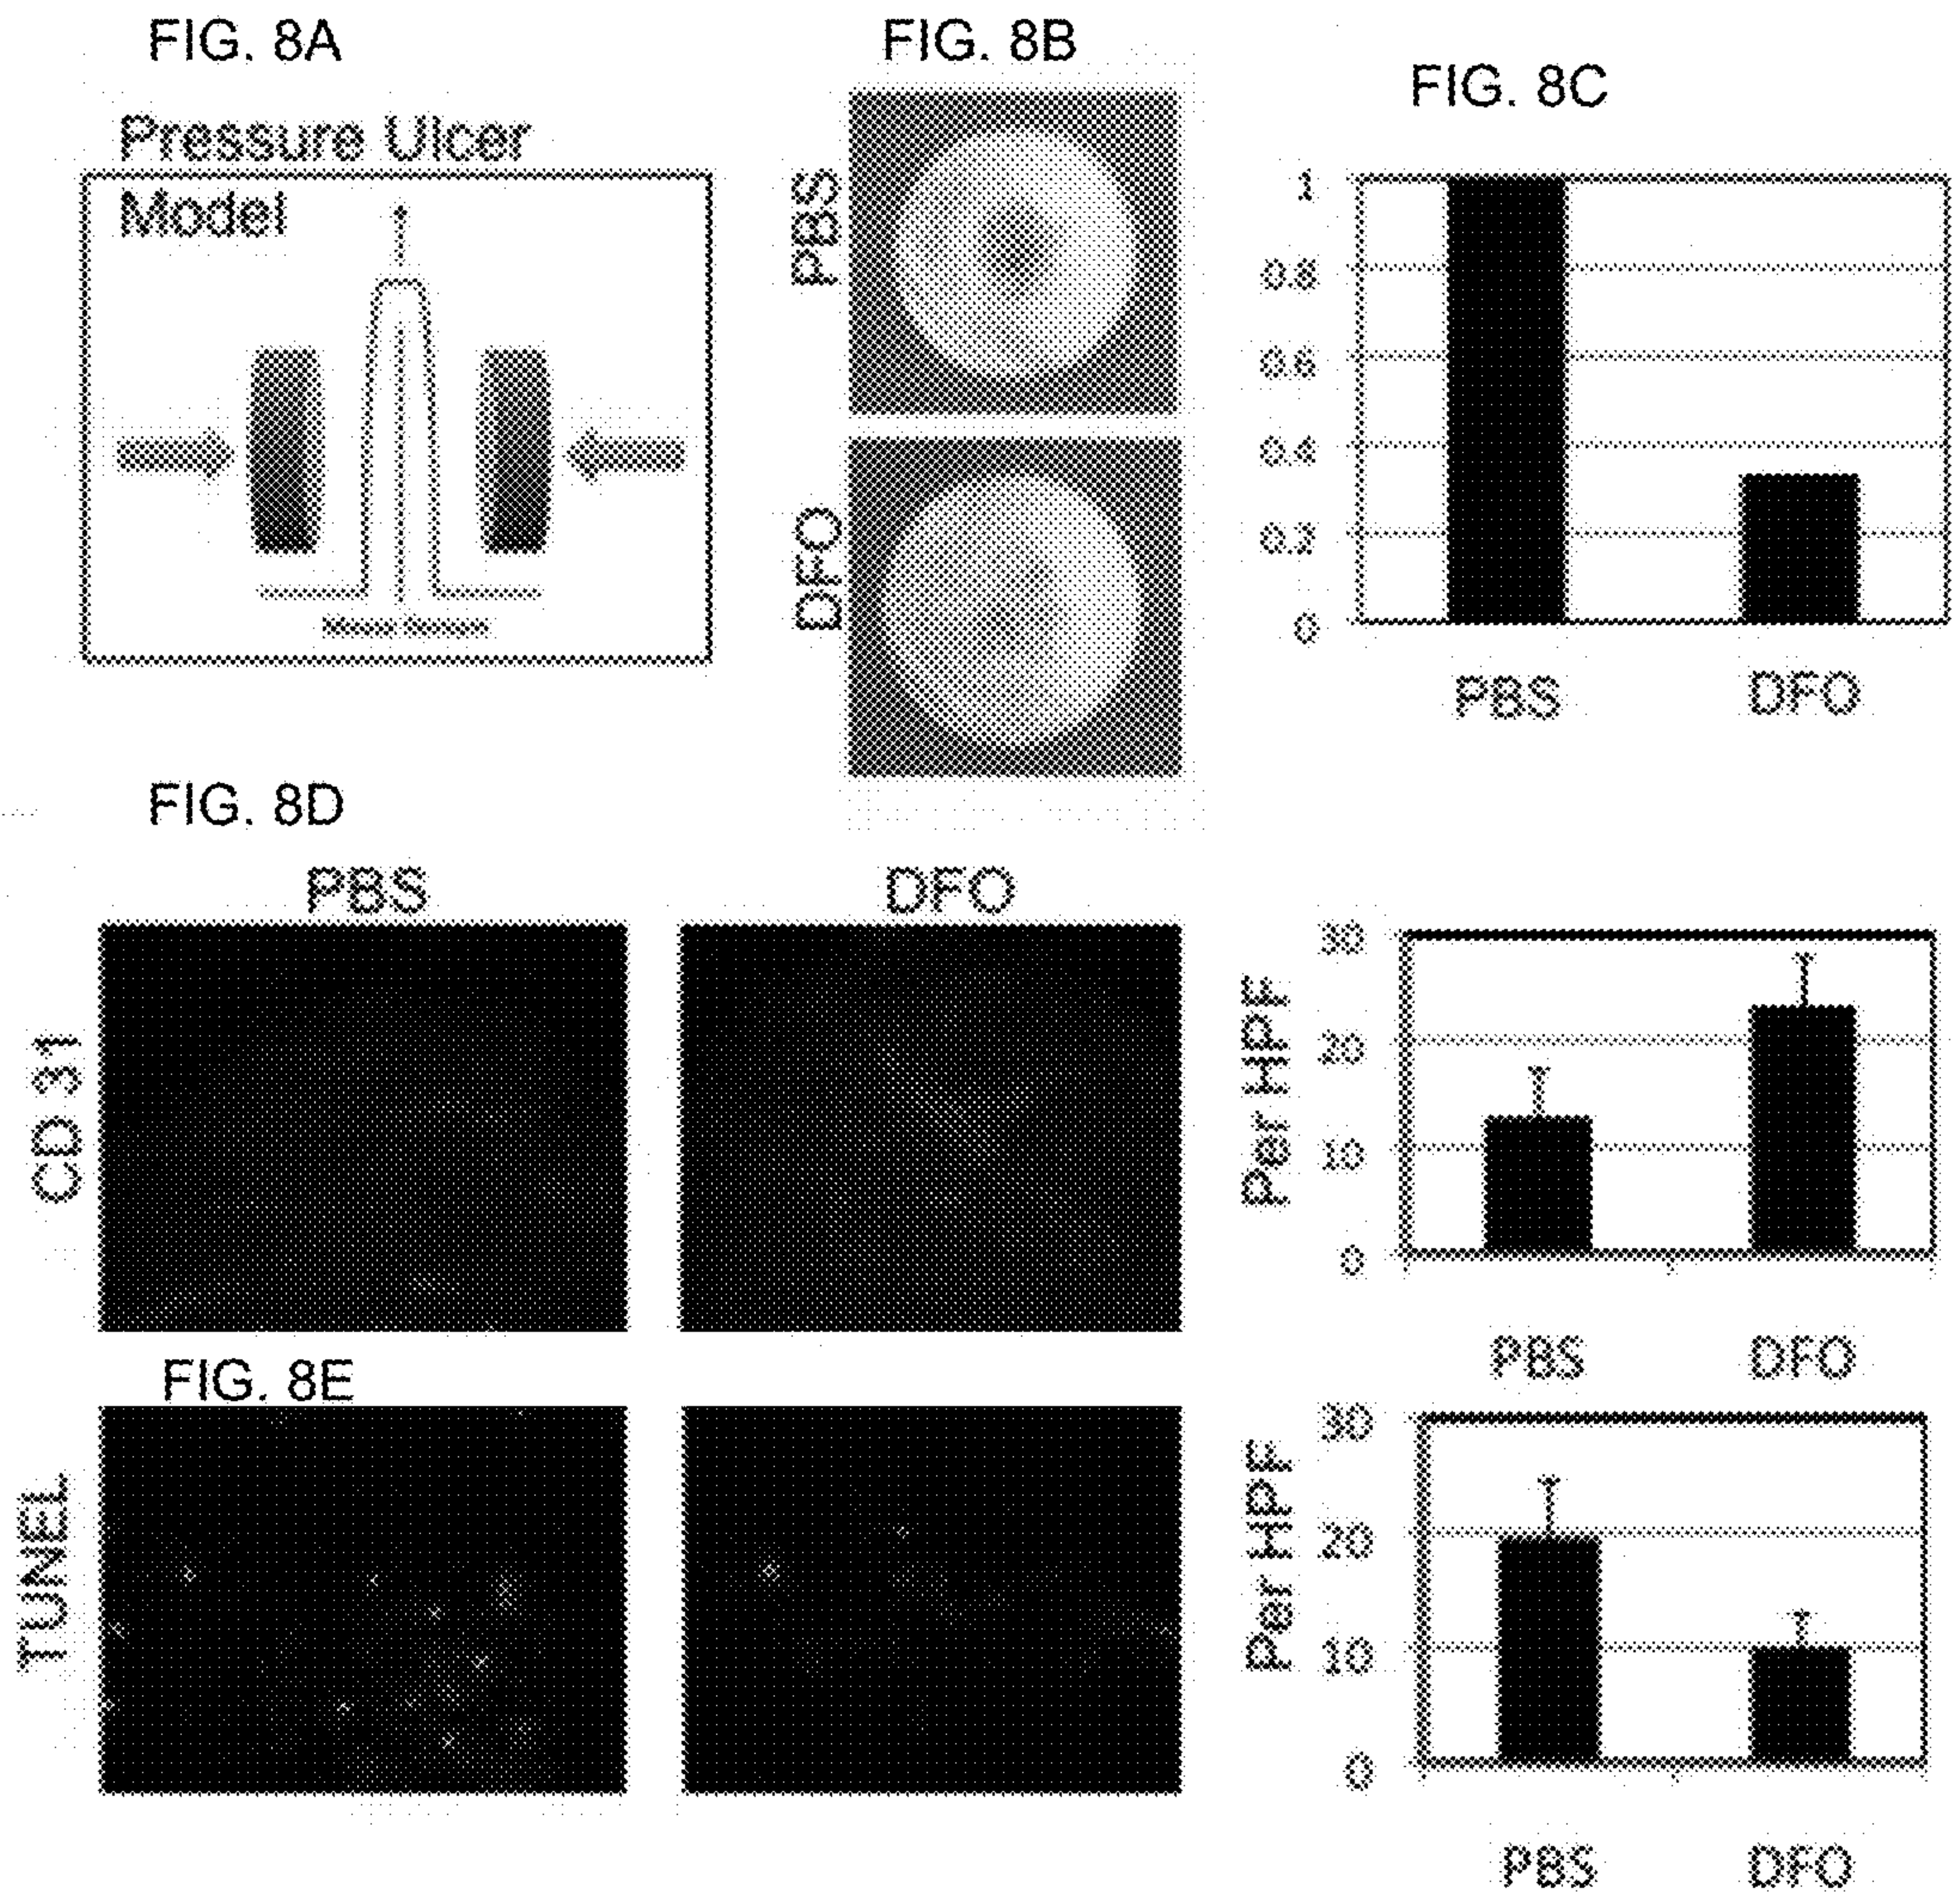 FIG. 8A
Pressure Ulcer
Model
FIG. 8B
PBS
DFO
FIG. 8C
1
0.8
0.6
0.4
0.2
0
PBS DFO
FIG. 8D
PBS DFO
CD 31
Per HPF
30
20
10
0
PBS DFO
FIG. 8E
TUNEL
Per HPF
30
20
10
0
PBS DFO